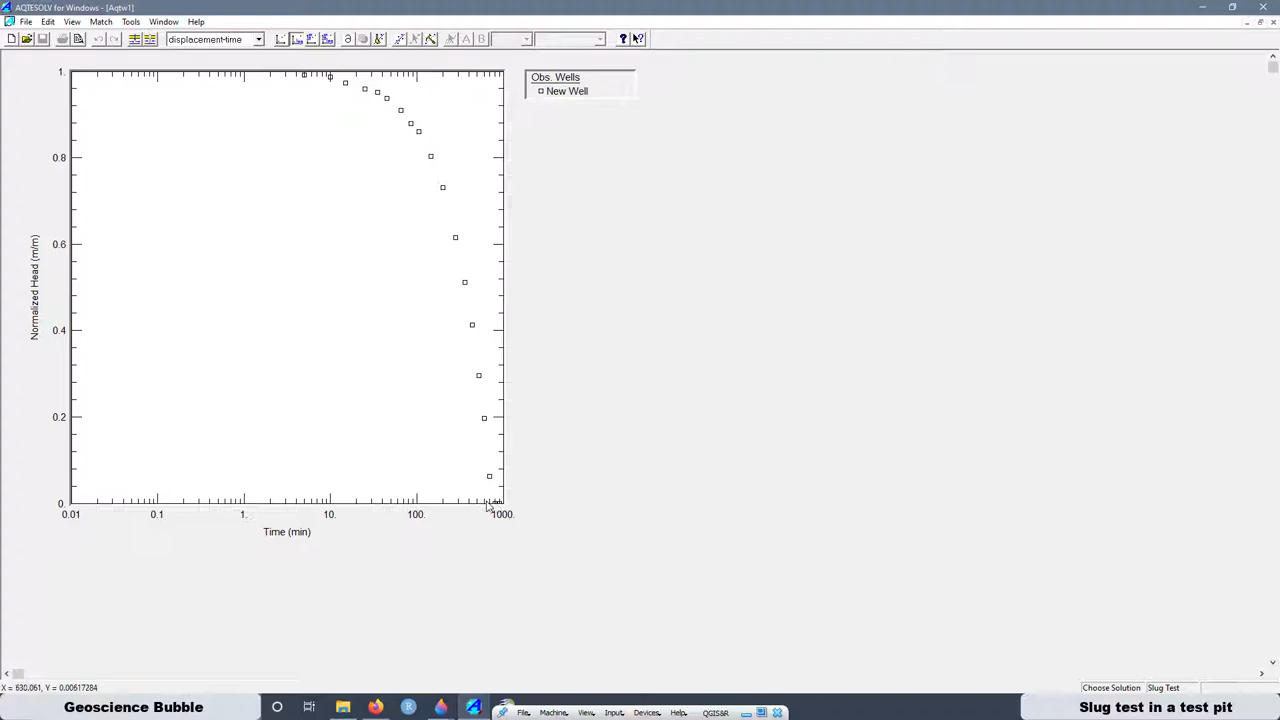 AQTESOLV for Windows - [Aqtw1]
File Edit View Match Tools Window Help
displacement-time
Obs. Wells
New Well
1.
0.8
0.6
0.4
0.2
0.
Normalized Head (m/m)
0.01 0.1 1. 10. 100. 1000.
Time (min)
X = 630.061, Y = 0.00617284
Choose Solution Slug Test
Geoscience Bubble
File Machine View Input Devices Help QGIS&R
Slug test in a test pit